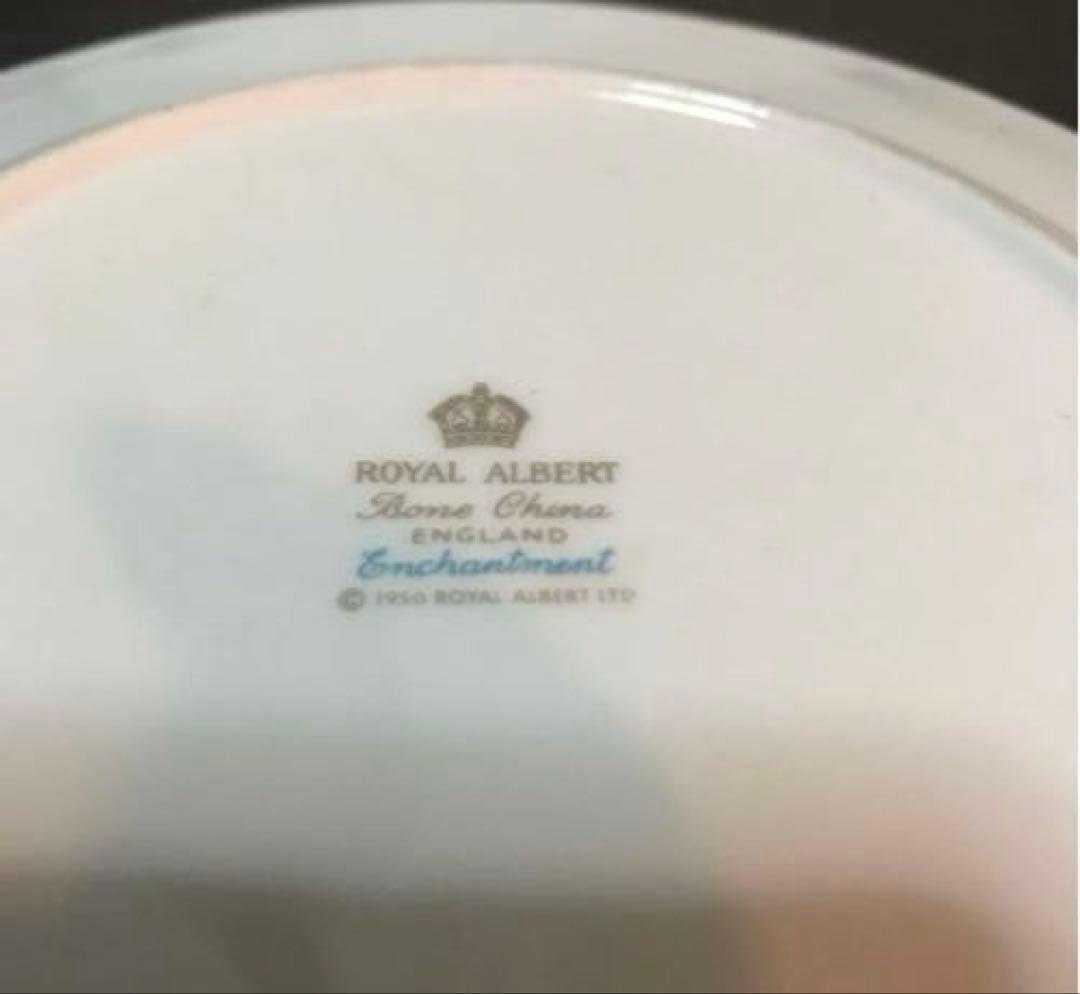 ROYAL ALBERT
Bone China
ENGLAND
Enchantment
© 1950 ROYAL ALBERT LTD